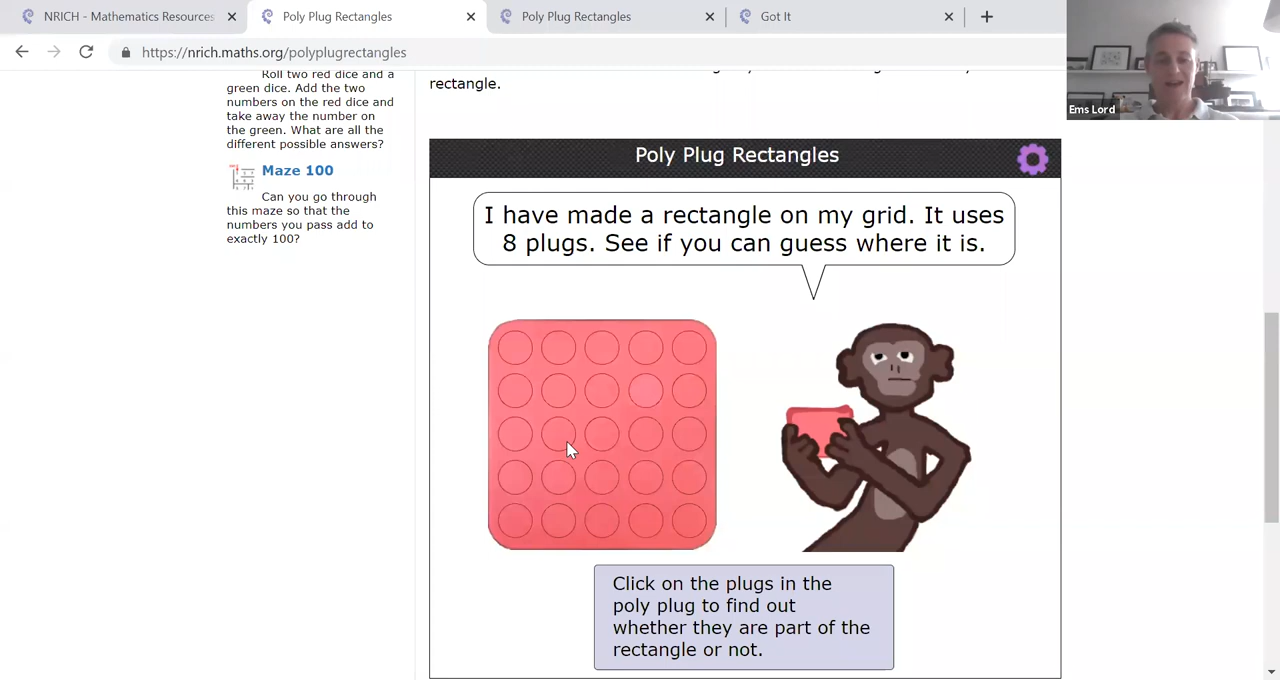 NRICH - Mathematics Resources
Poly Plug Rectangles
Poly Plug Rectangles
Got It
https://nrich.maths.org/polyplugrectangles
Ems Lord
Roll two red dice and a
green dice. Add the two
numbers on the red dice and
take away the number on
the green. What are all the
different possible answers?
Maze 100
Can you go through
this maze so that the
numbers you pass add to
exactly 100?
rectangle.
Poly Plug Rectangles
I have made a rectangle on my grid. It uses
8 plugs. See if you can guess where it is.
Click on the plugs in the
poly plug to find out
whether they are part of the
rectangle or not.